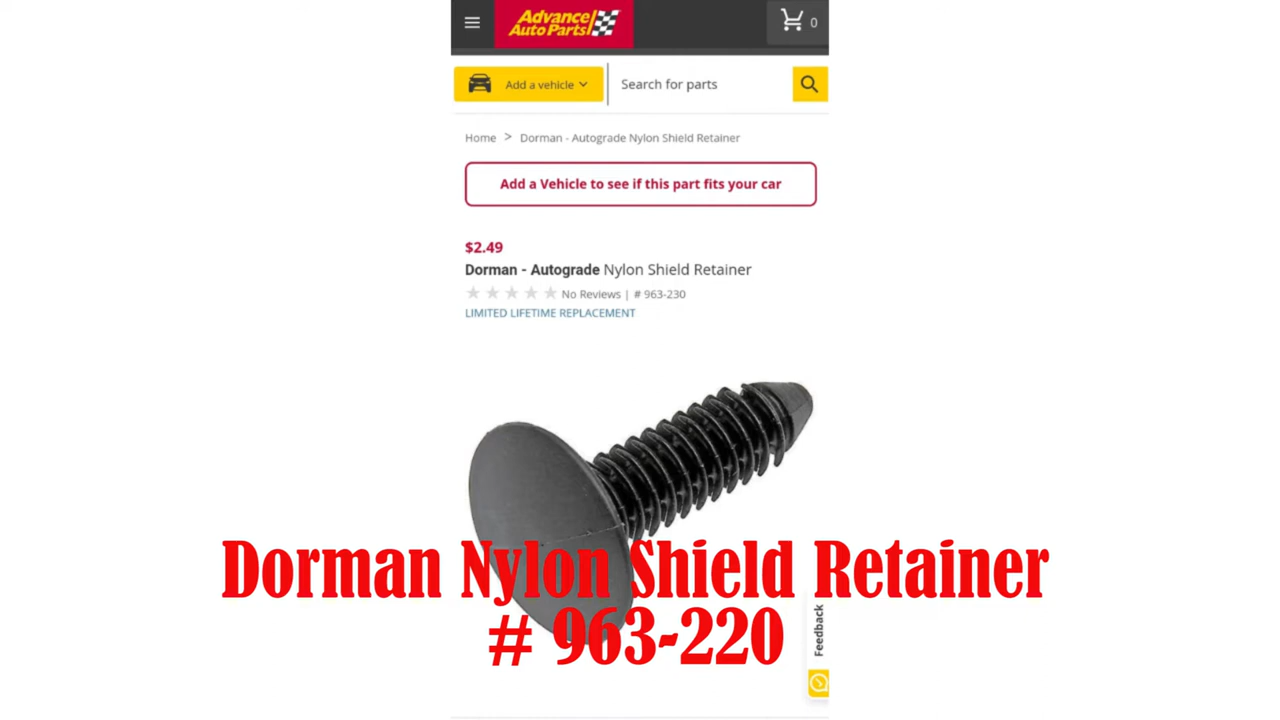 Advance
Auto Parts
0
Add a vehicle
Search for parts
Home > Dorman - Autograde Nylon Shield Retainer
Add a Vehicle to see if this part fits your car
$2.49
Dorman - Autograde Nylon Shield Retainer
No Reviews | # 963-230
LIMITED LIFETIME REPLACEMENT
Dorman Nylon Shield Retainer
# 963-220
Feedback